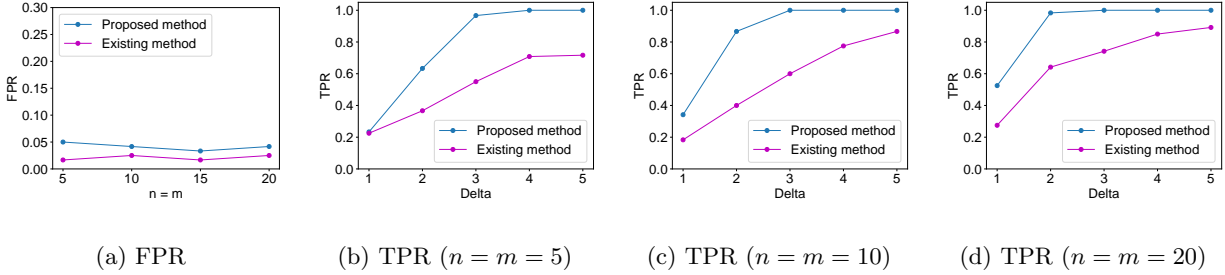 0.30
0.25
0.20
0.15
0.10
0.05
0.00
FPR
Proposed method
Existing method
5 10 15 20
n = m
1.0
0.8
0.6
0.4
0.2
0.0
TPR
Proposed method
Existing method
1 2 3 4 5
Delta
1.0
0.8
0.6
0.4
0.2
0.0
TPR
Proposed method
Existing method
1 2 3 4 5
Delta
1.0
0.8
0.6
0.4
0.2
0.0
TPR
Proposed method
Existing method
1 2 3 4 5
Delta
(a) FPR
(b) TPR (n = m = 5)
(c) TPR (n = m = 10)
(d) TPR (n = m = 20)